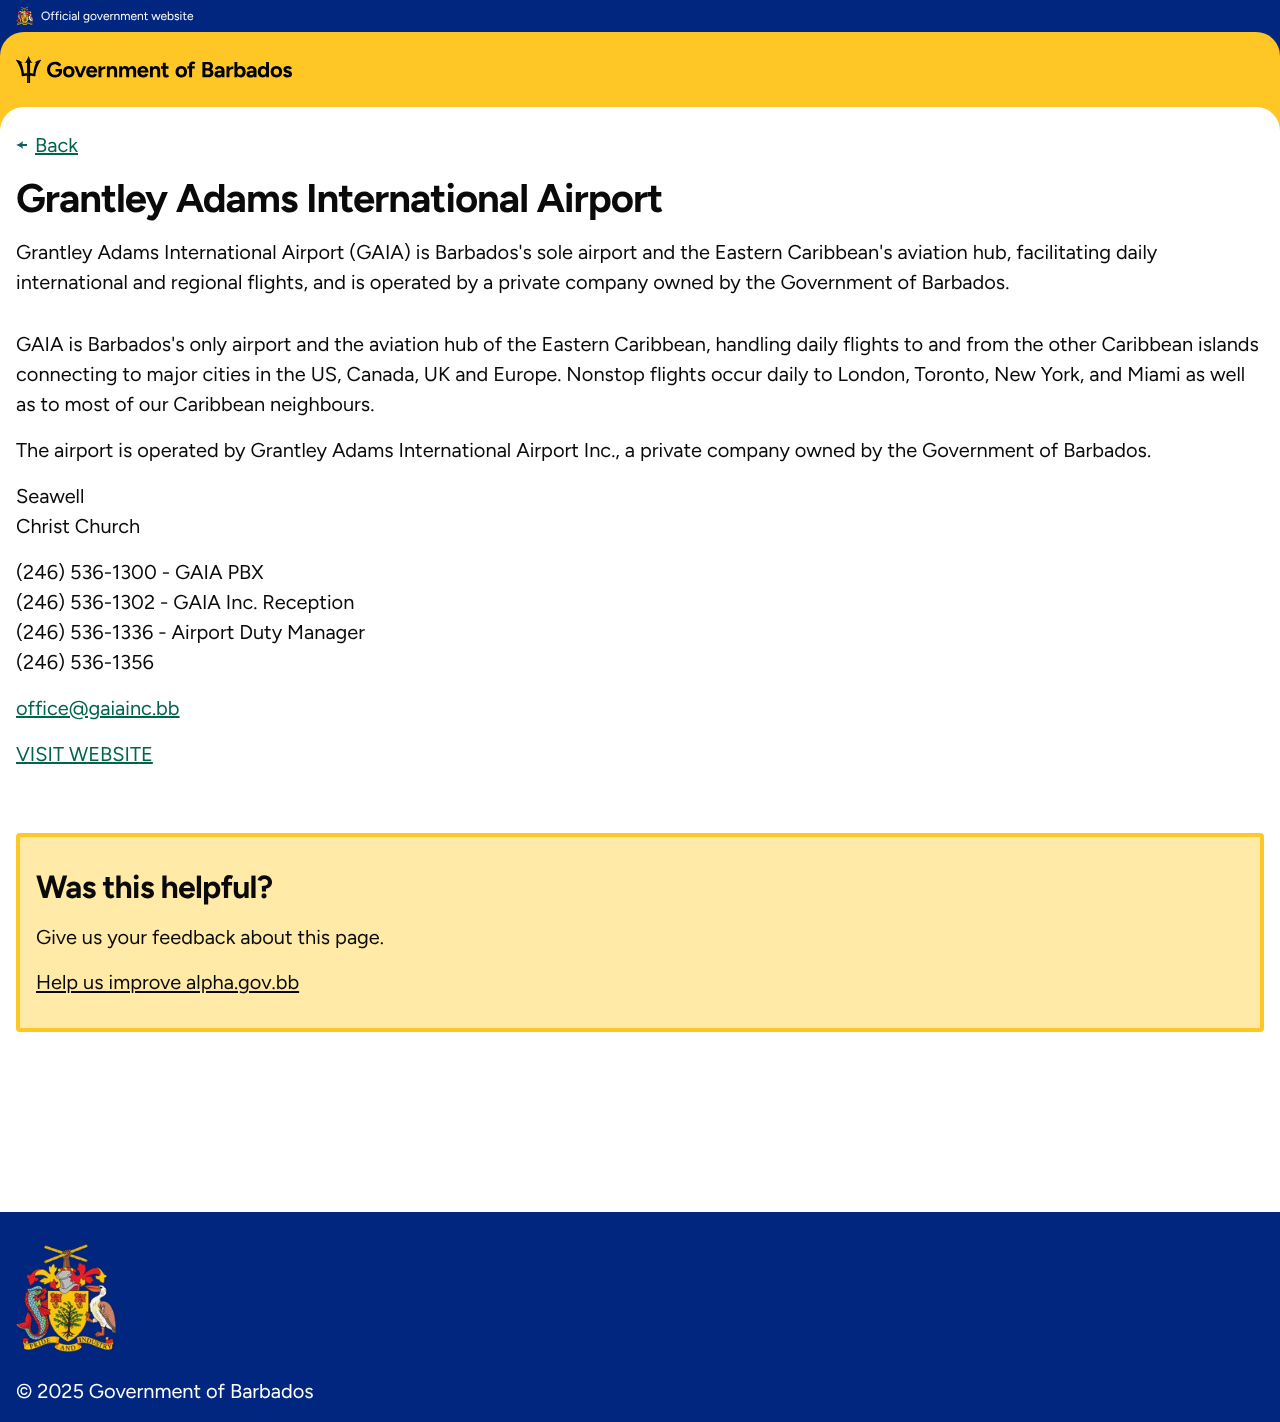 Official government website
Government of Barbados
Back
Grantley Adams International Airport
Grantley Adams International Airport (GAIA) is Barbados's sole airport and the Eastern Caribbean's aviation hub, facilitating daily
international and regional flights, and is operated by a private company owned by the Government of Barbados.
GAIA is Barbados's only airport and the aviation hub of the Eastern Caribbean, handling daily flights to and from the other Caribbean islands
connecting to major cities in the US, Canada, UK and Europe. Nonstop flights occur daily to London, Toronto, New York, and Miami as well
as to most of our Caribbean neighbours.
The airport is operated by Grantley Adams International Airport Inc., a private company owned by the Government of Barbados.
Seawell
Christ Church
(246) 536-1300 - GAIA PBX
(246) 536-1302 - GAIA Inc. Reception
(246) 536-1336 - Airport Duty Manager
(246) 536-1356
office@gaiainc.bb
VISIT WEBSITE
Was this helpful?
Give us your feedback about this page.
Help us improve alpha.gov.bb
PRIDE AND INDUSTRY
© 2025 Government of Barbados